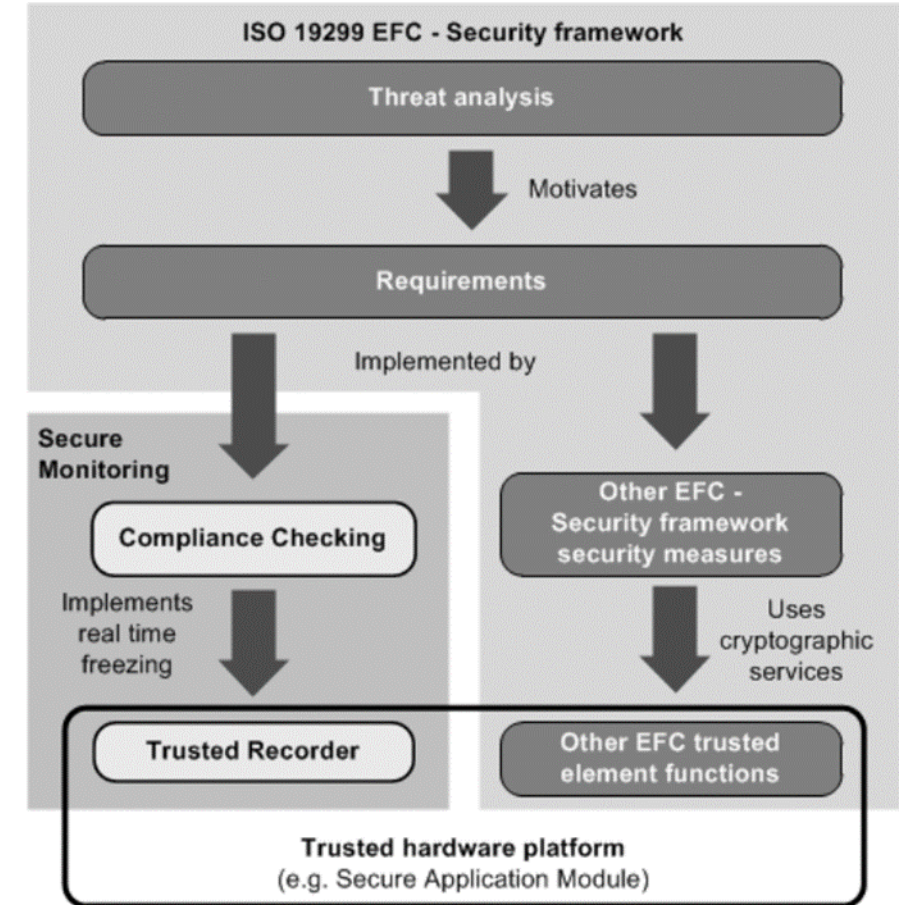 ISO 19299 EFC - Security framework
Threat analysis
Motivates
Requirements
Implemented by
Secure
Monitoring
Compliance Checking
Other EFC -
Security framework
security measures
Implements
real time
freezing
Uses
cryptographic
services
Trusted Recorder
Other EFC trusted
element functions
Trusted hardware platform
(e.g. Secure Application Module)